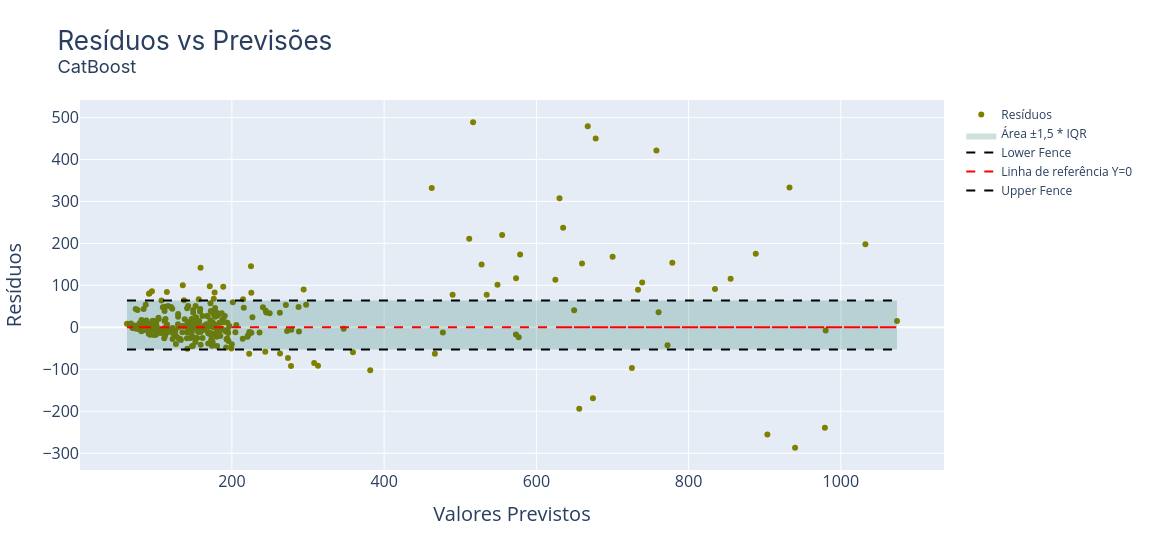 Resíduos vs Previsões
CatBoost
Resíduos
500
400
300
200
100
0
−100
−200
−300
200
400
600
800
1000
Valores Previstos
Resíduos
Área ±1,5 * IQR
Lower Fence
Linha de referência Y=0
Upper Fence